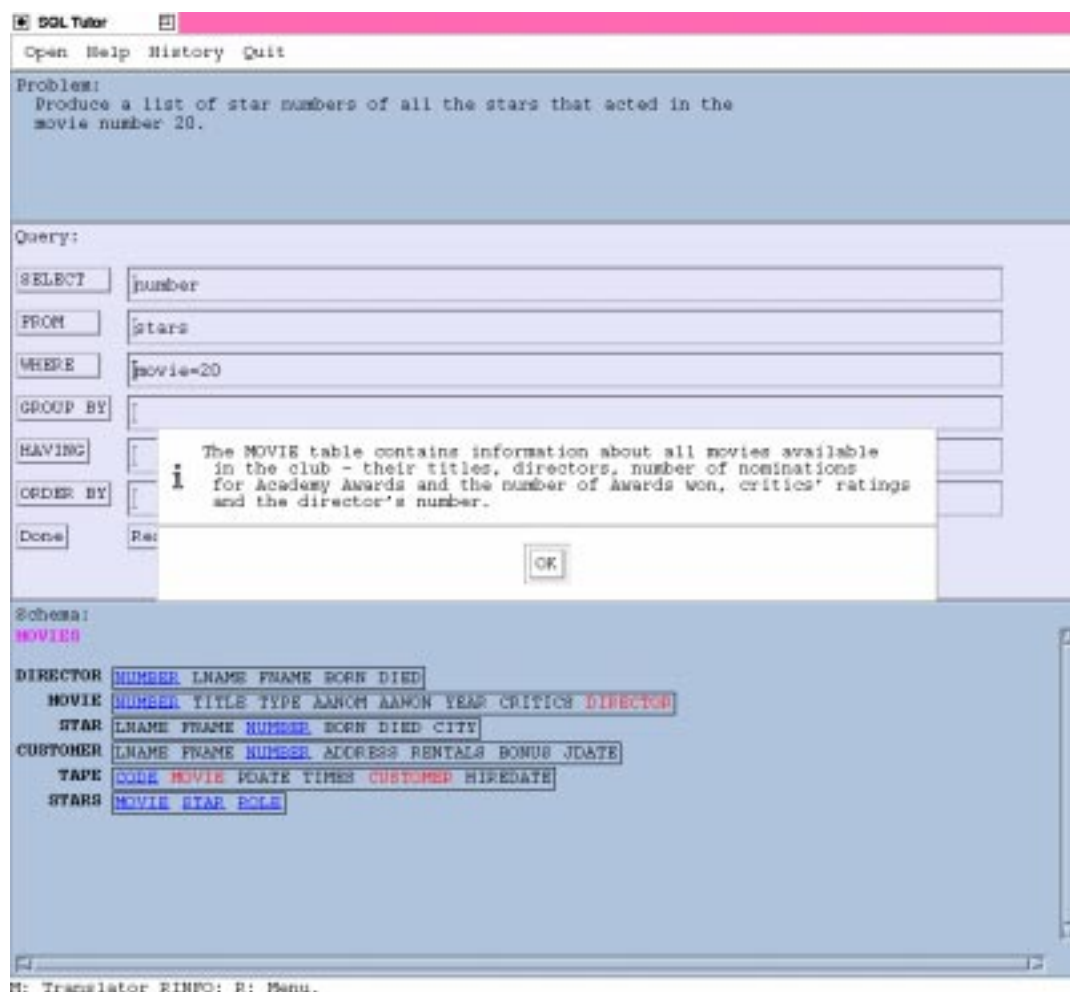 SQL Tutor
Open Help History Quit
Problem:
Produce a list of star numbers of all the stars that acted in the
movie number 20.
Query:
SELECT number
FROM stars
WHERE movie=20
GROUP BY
HAVING
ORDER BY
Done
The MOVIE table contains information about all movies available
in the club - their titles, directors, number of nominations
for Academy Awards and the number of Awards won, critics' ratings
and the director's number.
OK
Schema:
MOVIES
DIRECTOR NUMBER LNAME FNAME BORN DIED
MOVIE NUMBER TITLE TYPE AANOM AANON YEAR CRITICS DIRECTOR
STAR LNAME FNAME NUMBER BORN DIED CITY
CUSTOMER LNAME FNAME NUMBER ADDRESS RENTALS BONUS JDATE
TAPE CODE MOVIE PDATE TIMES CUSTOMER HIREDATE
STARS MOVIE STAR ROLE
M: Translator RINFO; R: Menu.